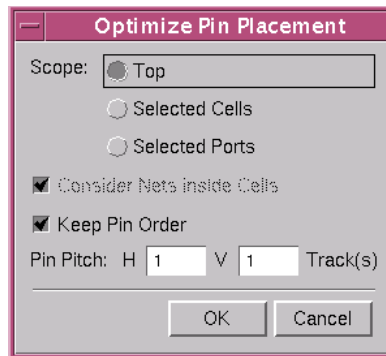 Optimize Pin Placement
Scope: Top
Selected Cells
Selected Ports
Consider Nets inside Cells
Keep Pin Order
Pin Pitch: H 1 V 1 Track(s)
OK Cancel